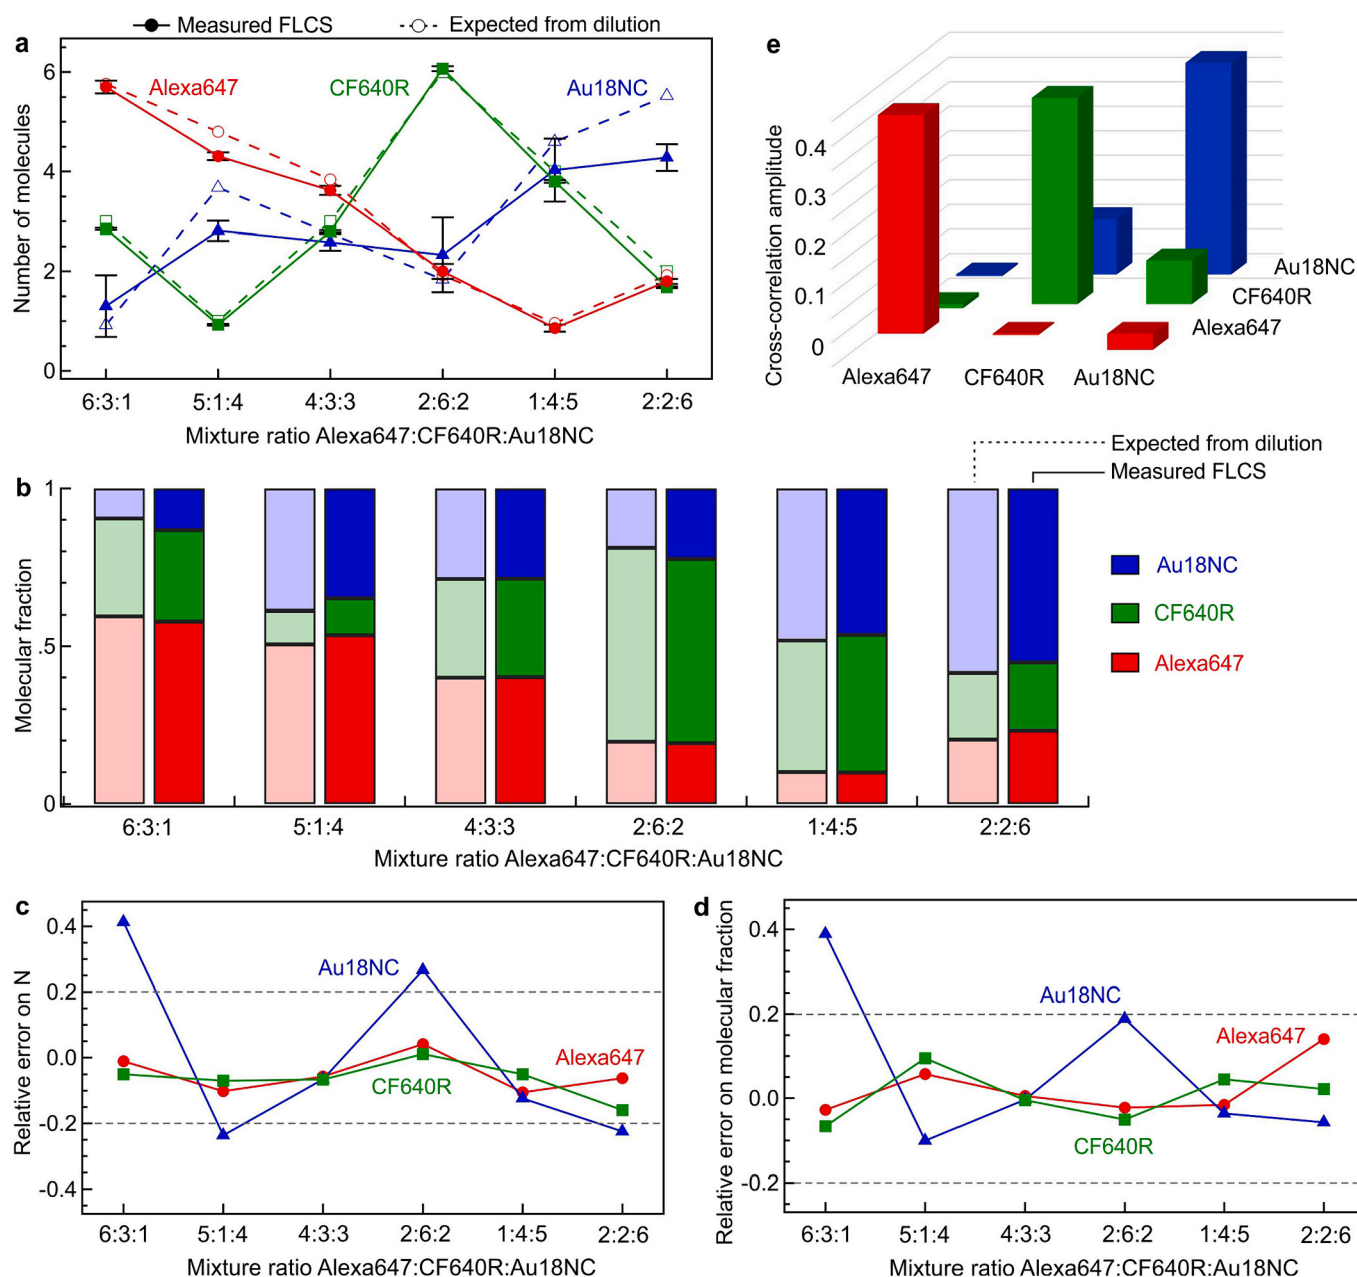 Measured FLCS
Expected from dilution
a
Alexa647
CF640R
Au18NC
Number of molecules
6
4
2
0
6:3:1
5:1:4
4:3:3
2:6:2
1:4:5
2:2:6
Mixture ratio Alexa647:CF640R:Au18NC
e
Cross-correlation amplitude
0.4
0.3
0.2
0.1
0
Au18NC
CF640R
Alexa647
Alexa647
CF640R
Au18NC
Expected from dilution
Measured FLCS
b
Molecular fraction
1
.5
0
Au18NC
CF640R
Alexa647
6:3:1
5:1:4
4:3:3
2:6:2
1:4:5
2:2:6
Mixture ratio Alexa647:CF640R:Au18NC
c
Relative error on N
0.4
0.2
0.0
-0.2
-0.4
Au18NC
Alexa647
CF640R
6:3:1
5:1:4
4:3:3
2:6:2
1:4:5
2:2:6
Mixture ratio Alexa647:CF640R:Au18NC
d
Relative error on molecular fraction
0.4
0.2
0.0
-0.2
Au18NC
Alexa647
CF640R
6:3:1
5:1:4
4:3:3
2:6:2
1:4:5
2:2:6
Mixture ratio Alexa647:CF640R:Au18NC